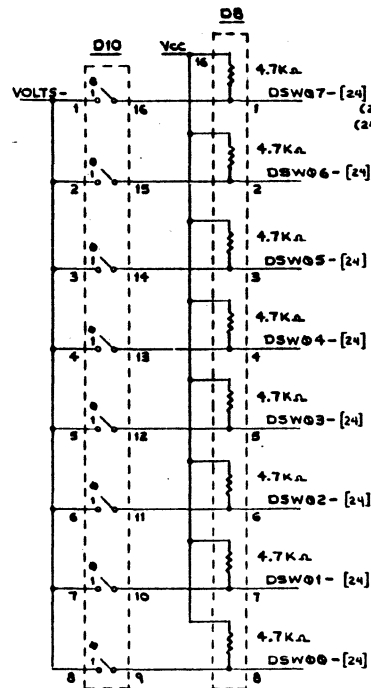 D8
D10
Vcc
16
4.7KΩ
VOLTS-
1
16
1
DSW07-[24]
(2
(24
4.7KΩ
2
15
2
DSW06-[24]
4.7KΩ
3
14
3
DSW05-[24]
4.7KΩ
4
13
4
DSW04-[24]
4.7KΩ
5
12
5
DSW03-[24]
4.7KΩ
6
11
6
DSW02-[24]
4.7KΩ
7
10
7
DSW01-[24]
4.7KΩ
8
9
8
DSW00-[24]